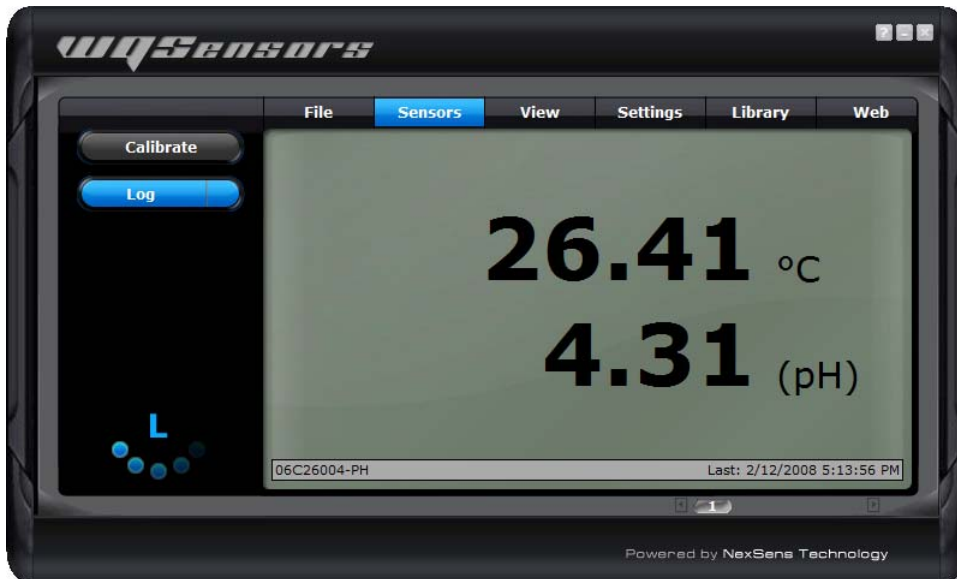 WQSensors
? - ×
File Sensors View Settings Library Web
Calibrate
Log
26.41 °C
4.31 (pH)
L
06C26004-PH Last: 2/12/2008 5:13:56 PM
1
Powered by NexSens Technology